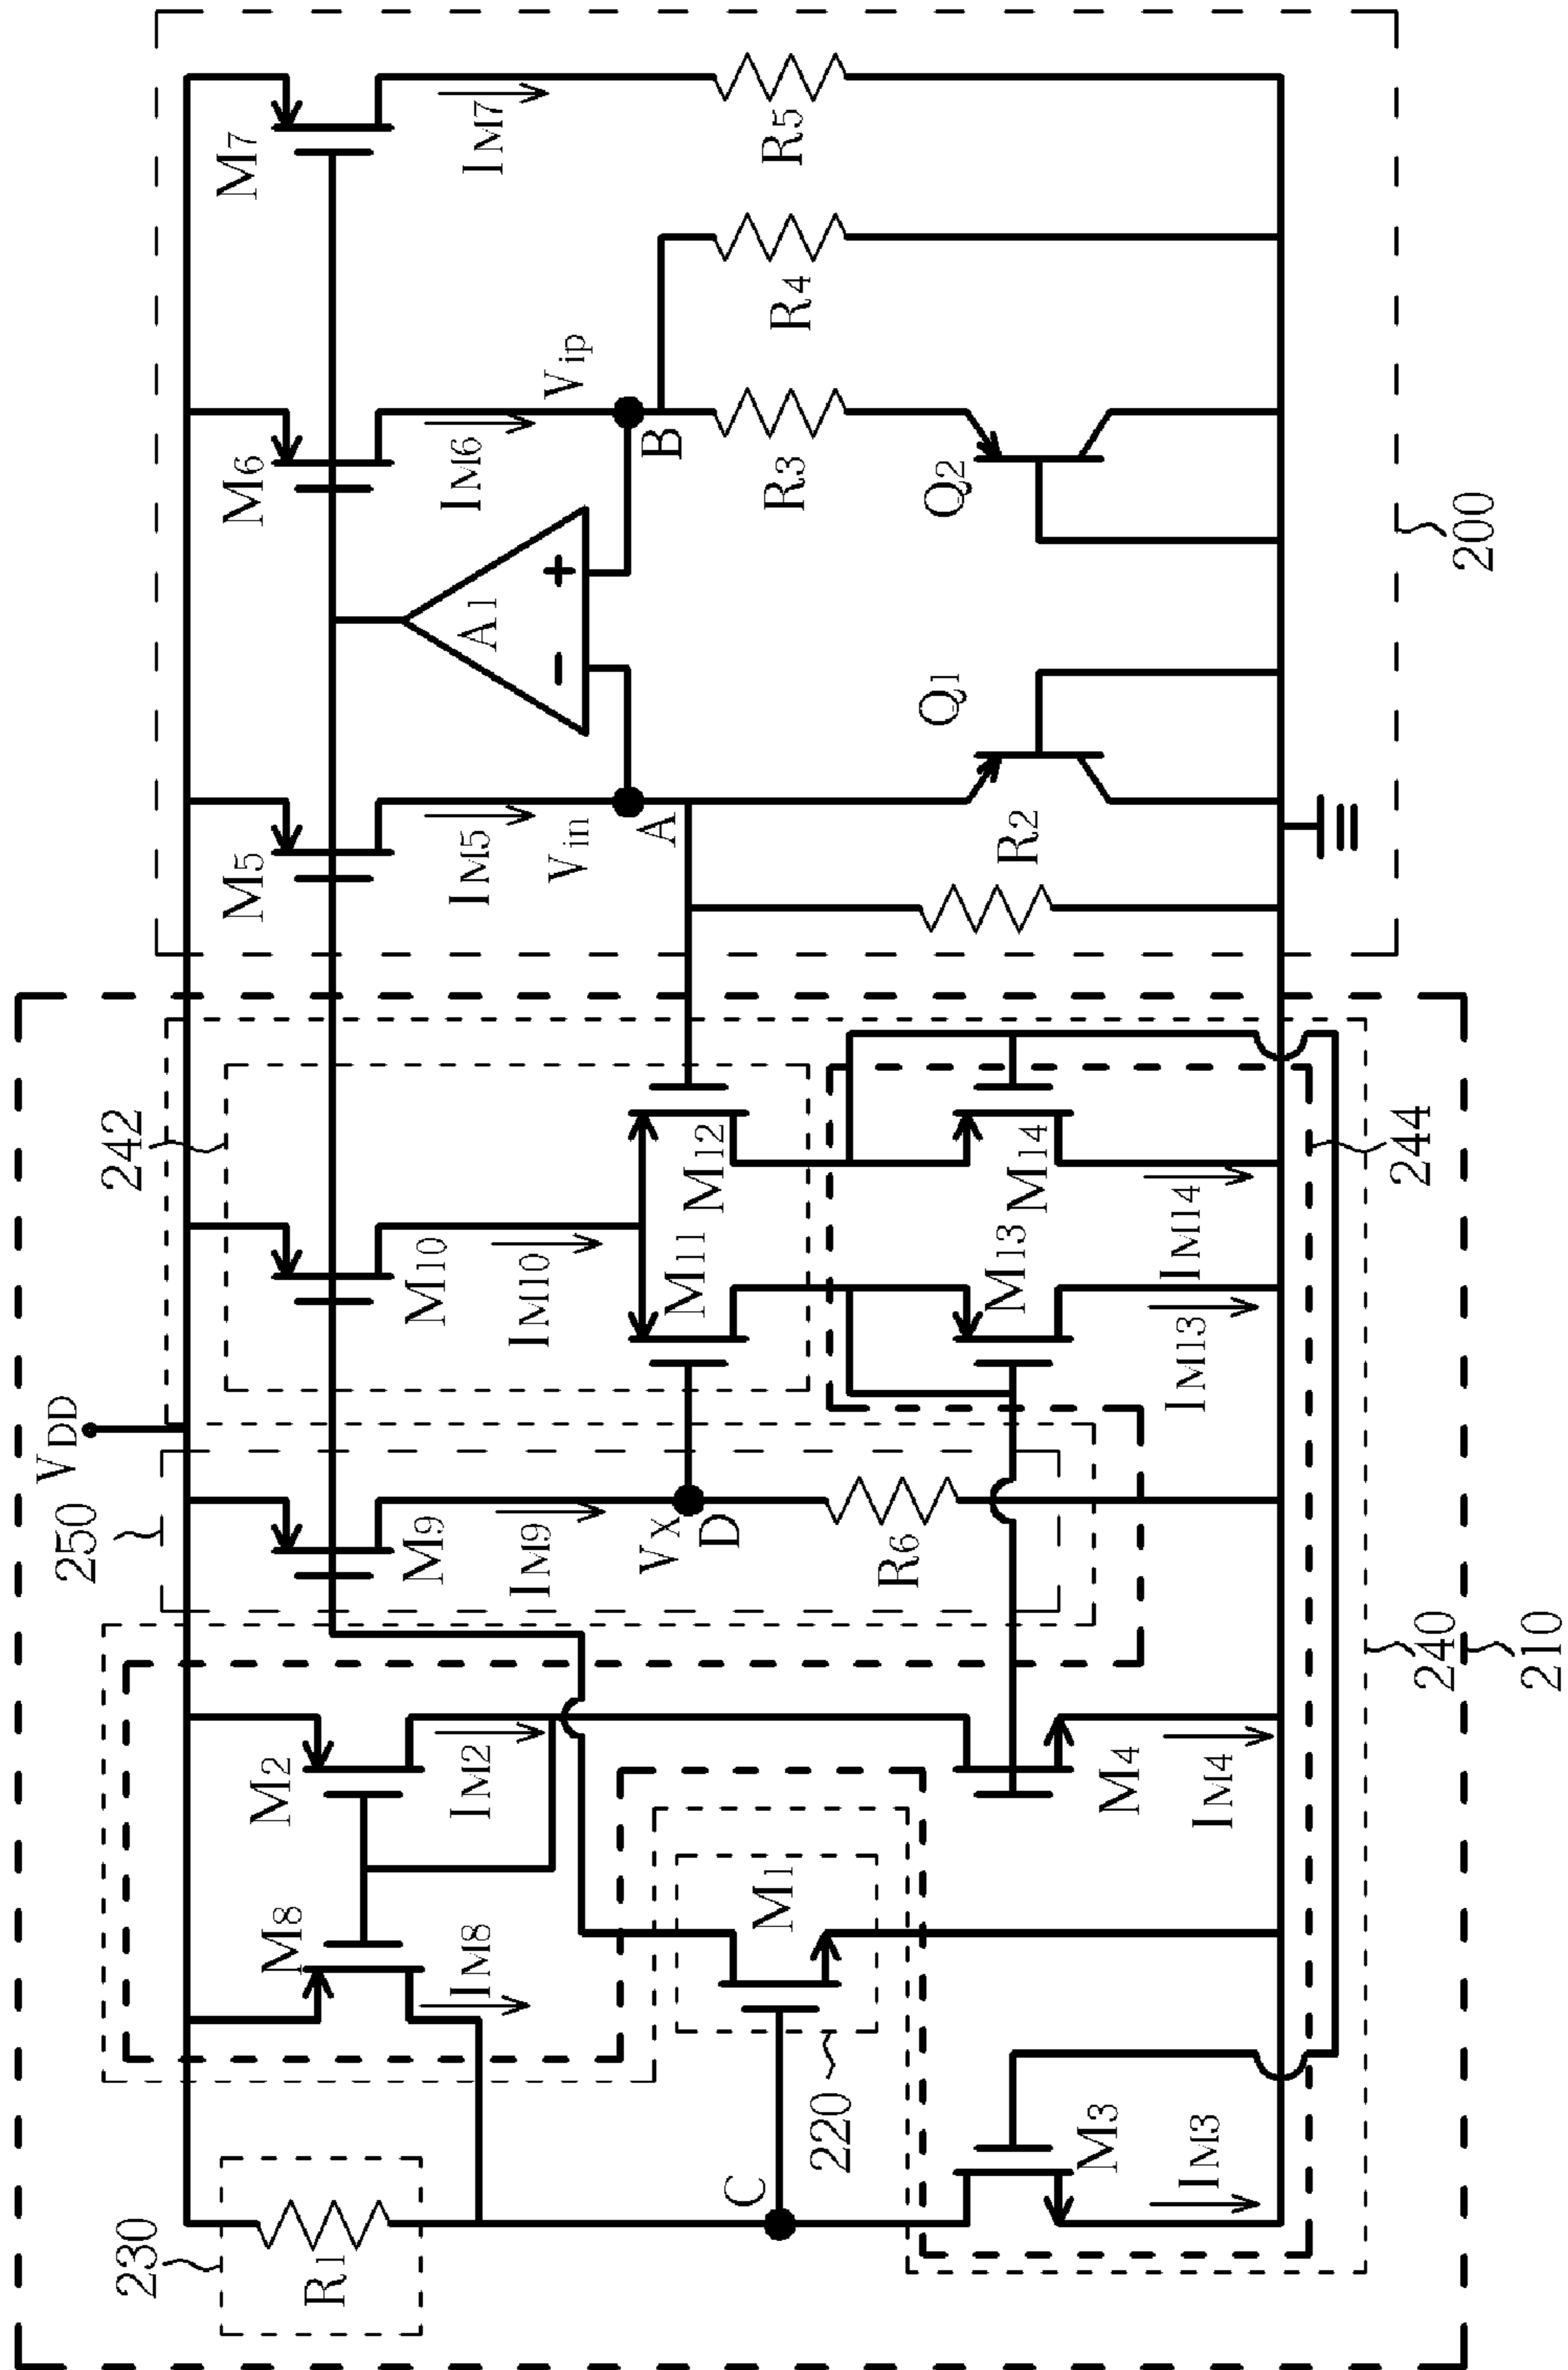 VDD
250
242
M7
M6
M5
M10
M9
M2
M8
230
R1
IM7
IM6
IM5
IM10
IM9
IM2
IM8
A1
Vip
Vin
B
A
+
−
VX
D
M12
M11
M1
220
C
R5
R4
R3
R2
R6
Q2
Q1
M14
M13
M4
M3
IM14
IM13
IM4
IM3
244
200
240
210